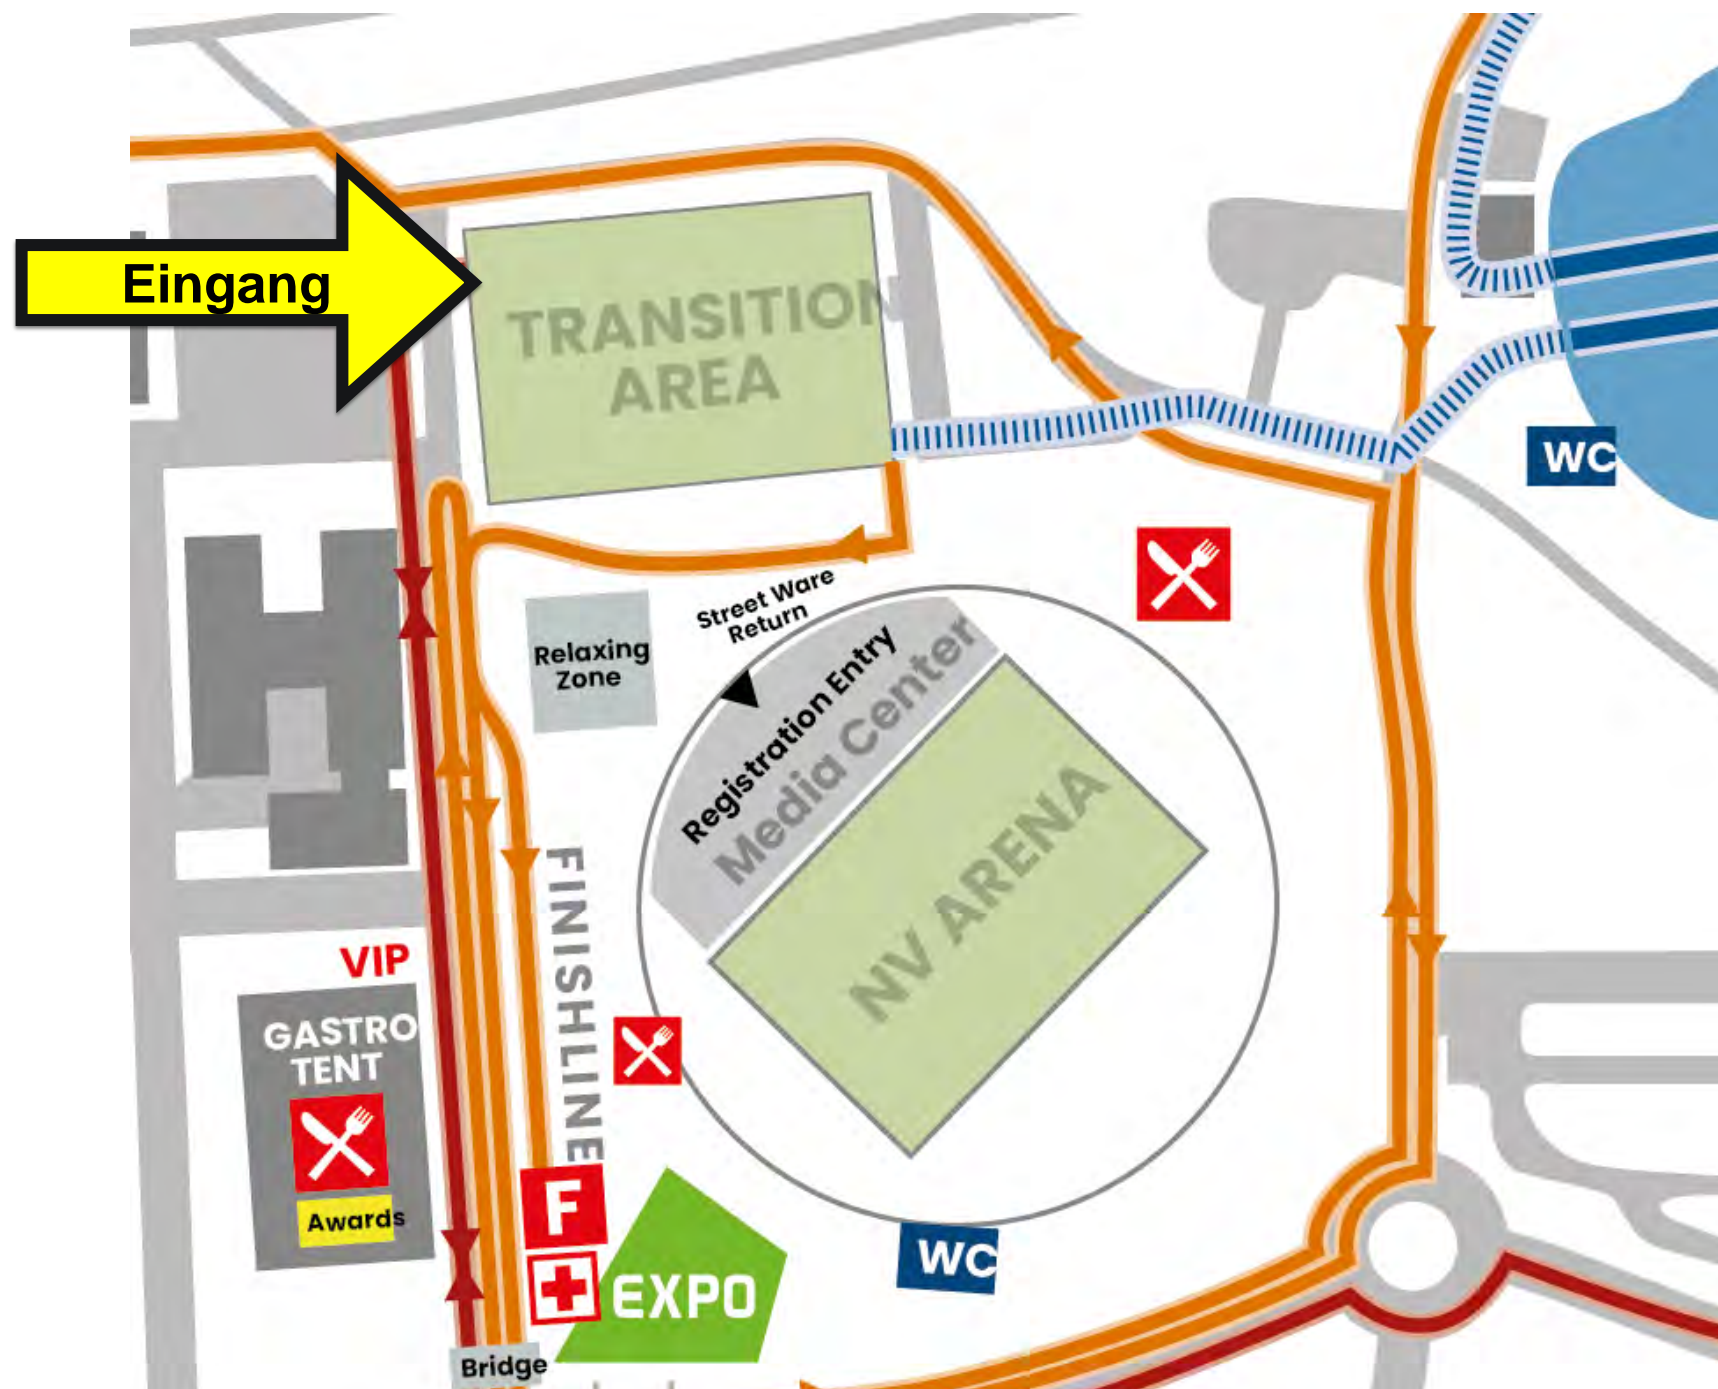 Eingang
TRANSITION
AREA
WC
Street Ware
Return
Relaxing
Zone
Registration Entry
Media Center
NV ARENA
FINISHLINE
VIP
GASTRO
TENT
Awards
F
EXPO
WC
Bridge